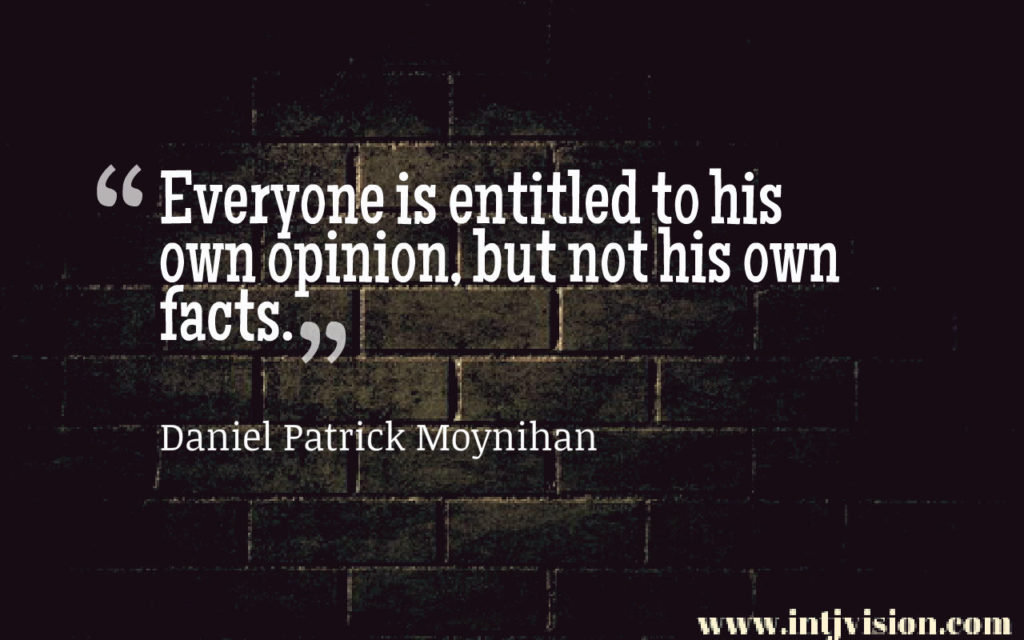 “ Everyone is entitled to his
own opinion, but not his own
facts. ”
Daniel Patrick Moynihan
www.intjvision.com